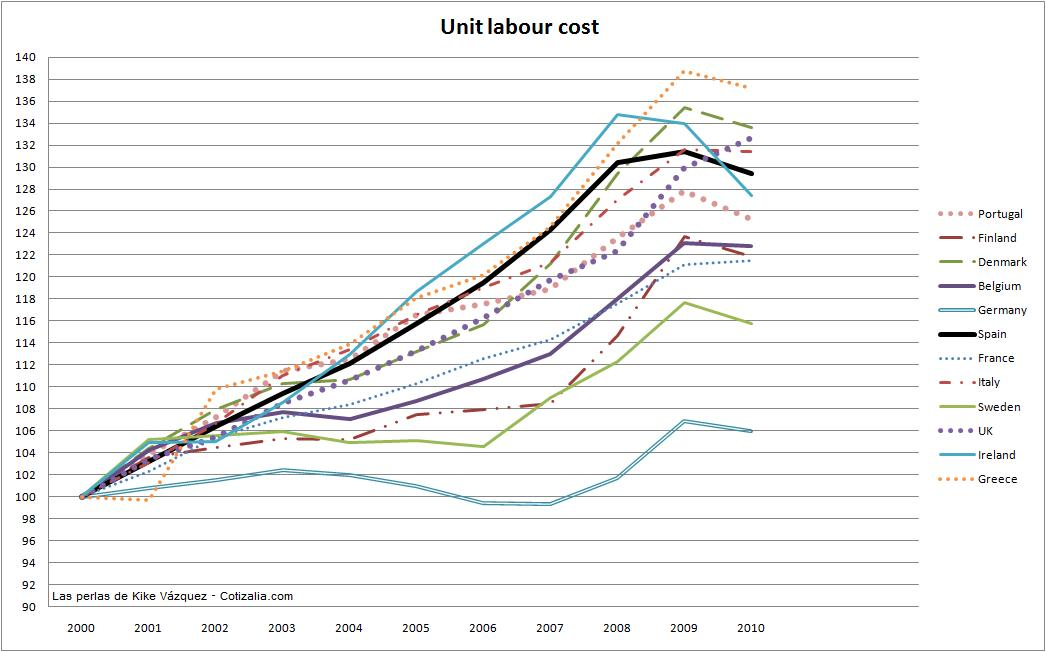 Unit labour cost
140
138
136
134
132
130
128
126
124
122
120
118
116
114
112
110
108
106
104
102
100
98
96
94
92
90
Las perlas de Kike Vázquez - Cotizalia.com
2000 2001 2002 2003 2004 2005 2006 2007 2008 2009 2010
Portugal
Finland
Denmark
Belgium
Germany
Spain
France
Italy
Sweden
UK
Ireland
Greece